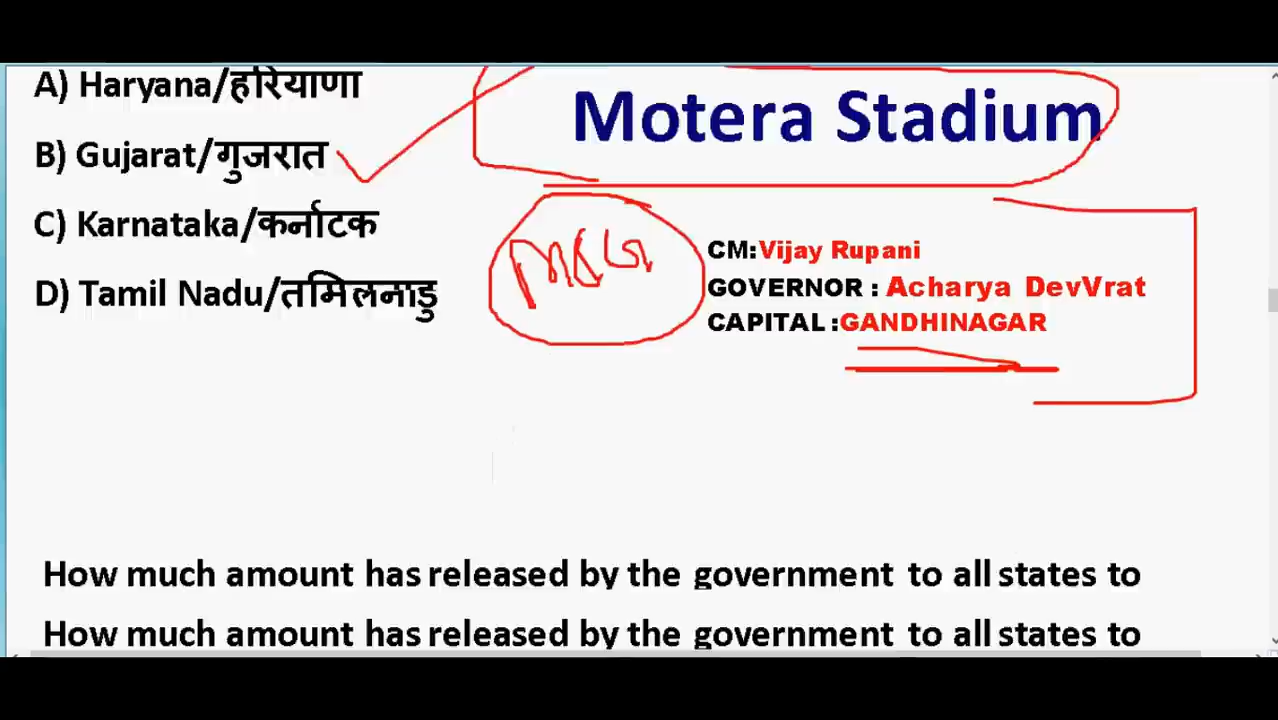 A) Haryana/हरियाणा
B) Gujarat/गुजरात
C) Karnataka/कर्नाटक
D) Tamil Nadu/तमिलनाडु
Motera Stadium
CM:Vijay Rupani
GOVERNOR : Acharya DevVrat
CAPITAL :GANDHINAGAR
How much amount has released by the government to all states to
How much amount has released by the government to all states to